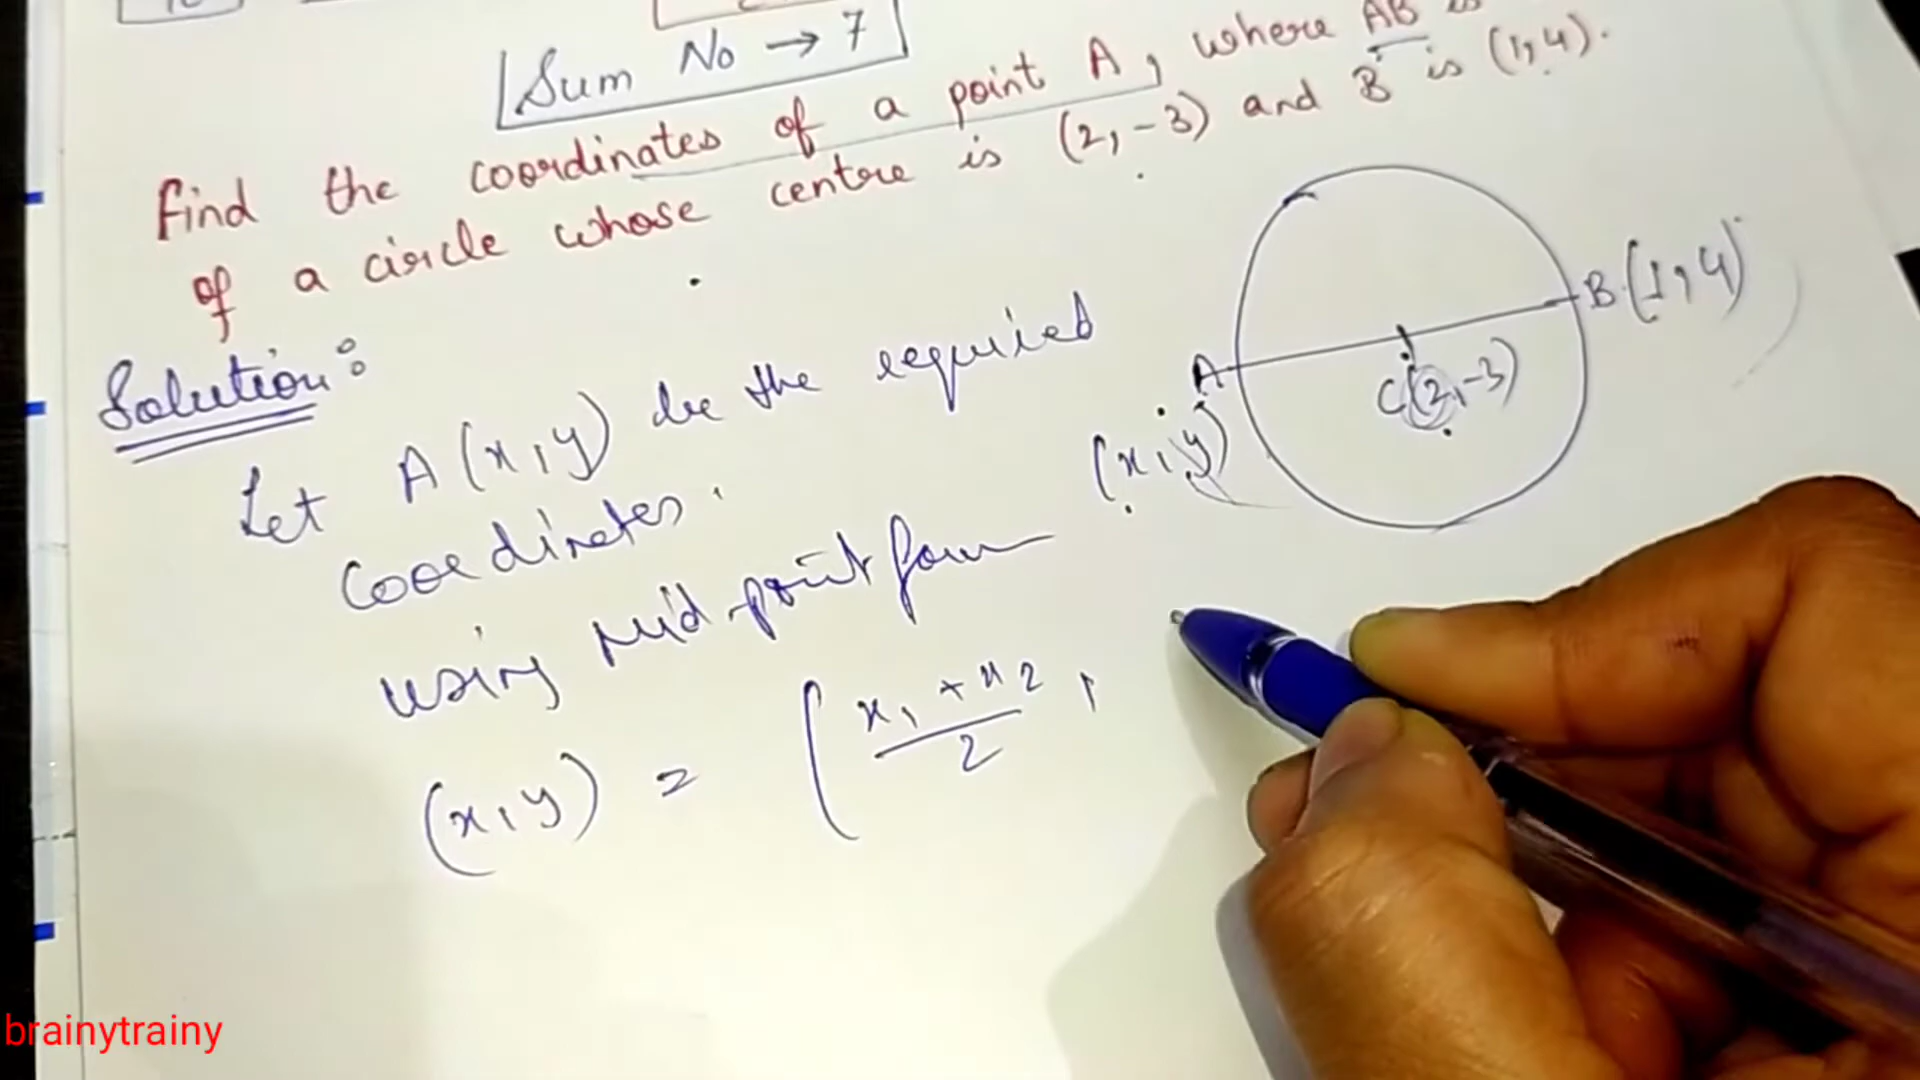 Sum No → 7
Find the coordinates of a point A, where AB is
of a circle whose centre is (2, -3) and B is (1, 4).
Solution:
Let A(x, y) be the required
Coordinates.
using Mid-point form
(x, y) = ( x₁ + x₂ / 2 ,
B (1, 4)
A
C(2, -3)
(x, y)
brainytrainy